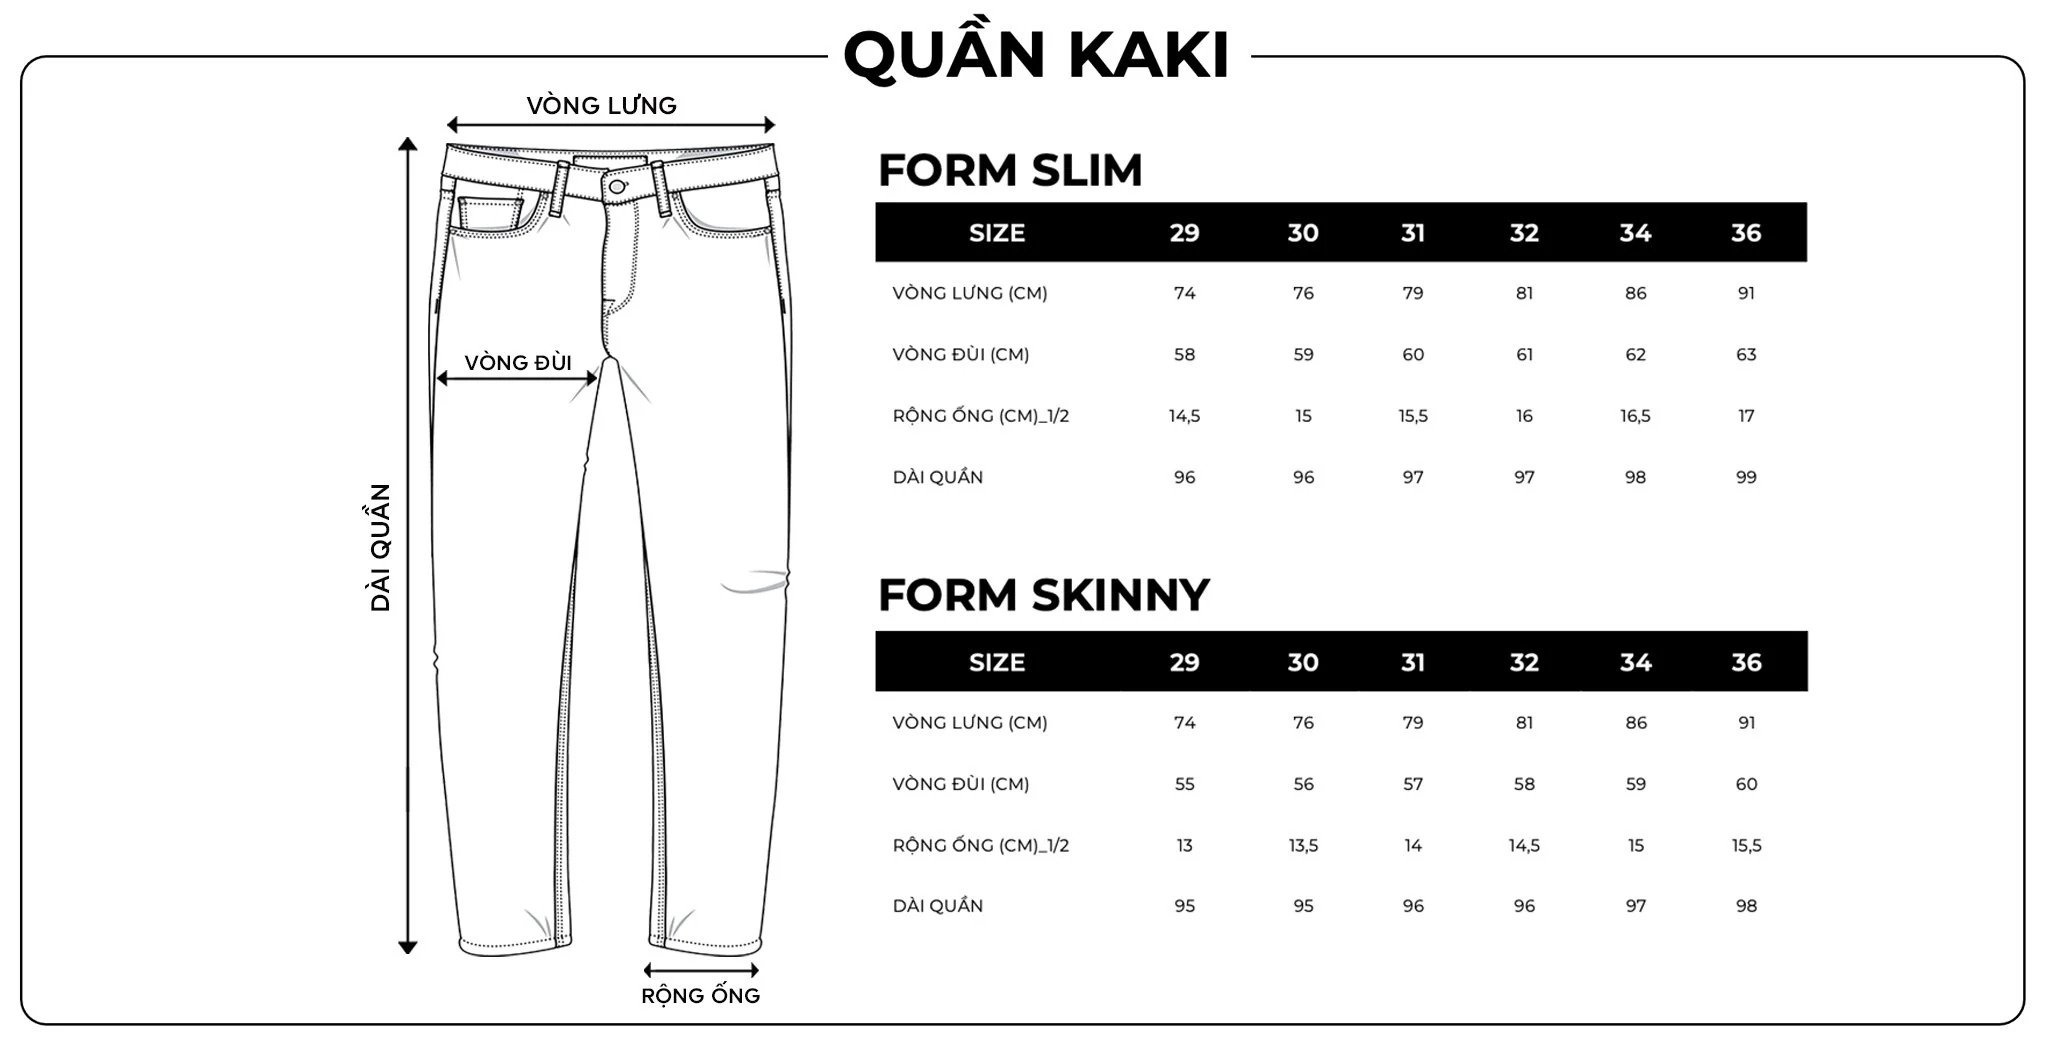 QUẦN KAKI
VÒNG LƯNG
VÒNG ĐÙI
DÀI QUẦN
RỘNG ỐNG
FORM SLIM
SIZE 29 30 31 32 34 36
VÒNG LƯNG (CM) 74 76 79 81 86 91
VÒNG ĐÙI (CM) 58 59 60 61 62 63
RỘNG ỐNG (CM)_1/2 14,5 15 15,5 16 16,5 17
DÀI QUẦN 96 96 97 97 98 99
FORM SKINNY
SIZE 29 30 31 32 34 36
VÒNG LƯNG (CM) 74 76 79 81 86 91
VÒNG ĐÙI (CM) 55 56 57 58 59 60
RỘNG ỐNG (CM)_1/2 13 13,5 14 14,5 15 15,5
DÀI QUẦN 95 95 96 96 97 98